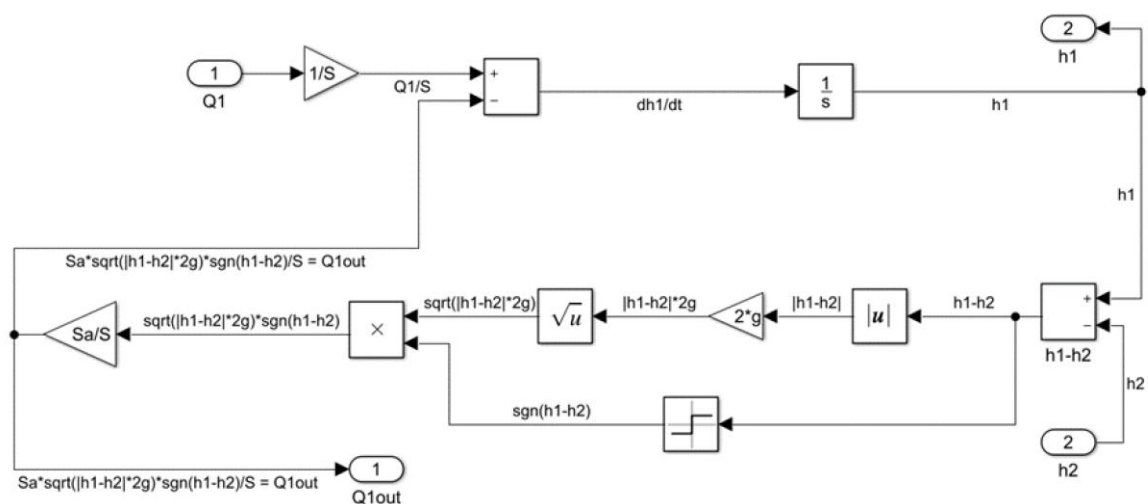 2
h1
1
Q1
1/S
Q1/S
+
−
dh1/dt
1
s
h1
h1
Sa*sqrt(|h1-h2|*2g)*sgn(h1-h2)/S = Q1out
Sa/S
sqrt(|h1-h2|*2g)*sgn(h1-h2)
×
sqrt(|h1-h2|*2g)
√u
|h1-h2|*2g
2*g
|h1-h2|
|u|
h1-h2
+
−
h1-h2
h2
sgn(h1-h2)
2
h2
1
Q1out
Sa*sqrt(|h1-h2|*2g)*sgn(h1-h2)/S = Q1out